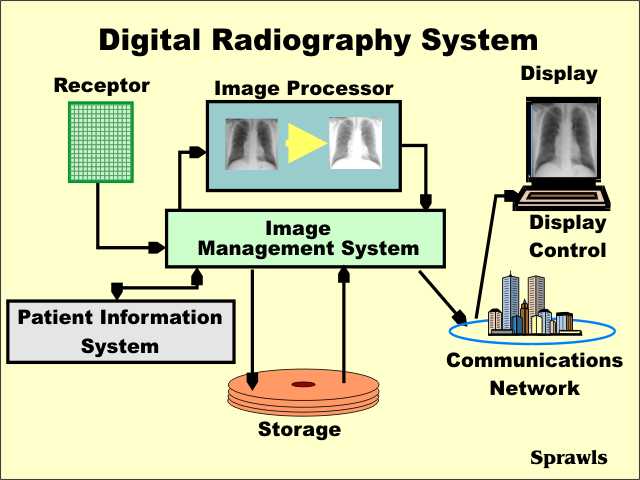 Digital Radiography System
Receptor
Image Processor
Display
Image
Management System
Display
Control
Patient Information
System
Communications
Network
Storage
Sprawls